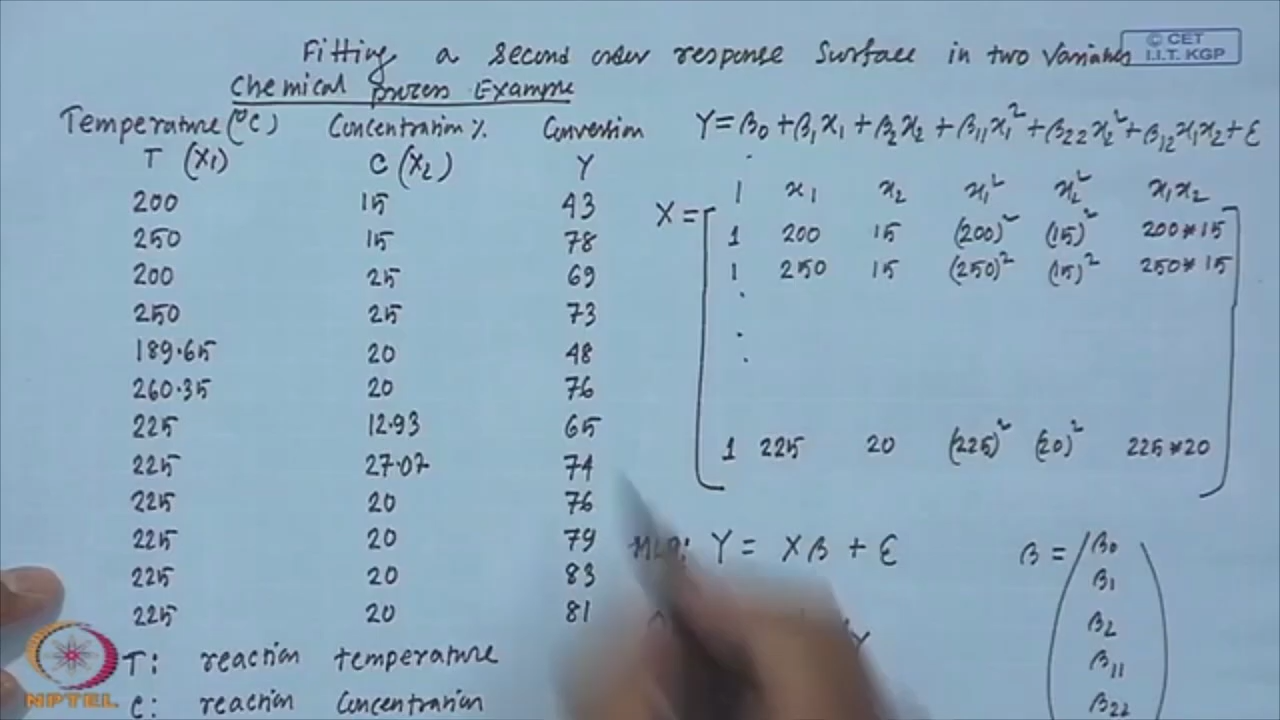 Fitting a second order response surface in two variables
© CET
I.I.T. KGP
Chemical process Example
Temperature (°C) Concentration % Conversion
T (X1) C (X2) Y
200 15 43
250 15 78
200 25 69
250 25 73
189.65 20 48
260.35 20 76
225 12.93 65
225 27.07 74
225 20 76
225 20 79
225 20 83
225 20 81
T: reaction temperature
C: reaction Concentration
Y = β0 + β1x1 + β2x2 + β11x1² + β22x2² + β12x1x2 + ε
1 x1 x2 x1² x2² x1x2
X =
1 200 15 (200)² (15)² 200*15
1 250 15 (250)² (15)² 250*15
.
.
.
1 225 20 (225)² (20)² 225*20
MLR: Y = Xβ + ε
β = β0
β1
β2
β11
β22
Y
NPTEL